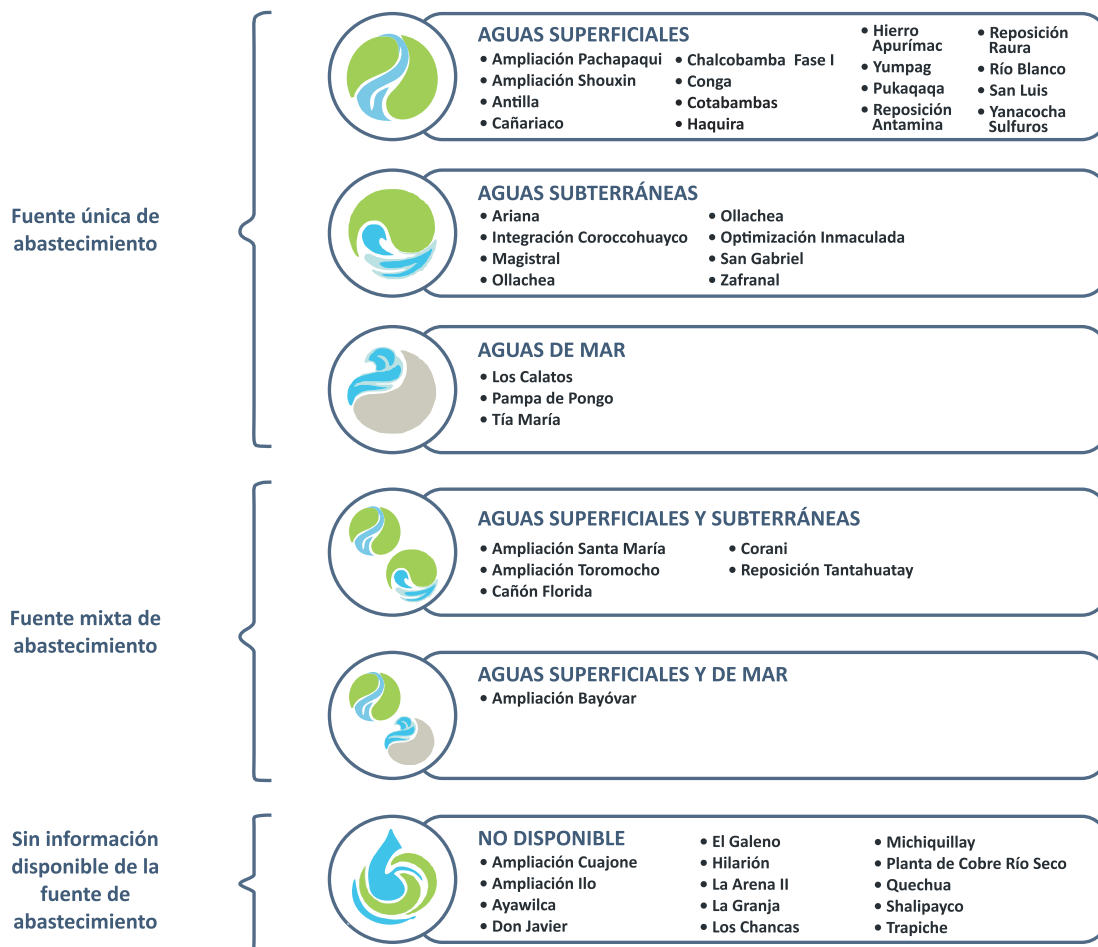 Fuente única de
abastecimiento
AGUAS SUPERFICIALES
• Ampliación Pachapaqui
• Ampliación Shouxin
• Antilla
• Cañariaco
• Chalcobamba Fase I
• Conga
• Cotabambas
• Haquira
• Hierro
Apurímac
• Yumpag
• Pukaqaqa
• Reposición
Antamina
• Reposición
Raura
• Río Blanco
• San Luis
• Yanacocha
Sulfuros
AGUAS SUBTERRÁNEAS
• Ariana
• Integración Coroccohuayco
• Magistral
• Ollachea
• Ollachea
• Optimización Inmaculada
• San Gabriel
• Zafranal
AGUAS DE MAR
• Los Calatos
• Pampa de Pongo
• Tía María
Fuente mixta de
abastecimiento
AGUAS SUPERFICIALES Y SUBTERRÁNEAS
• Ampliación Santa María
• Ampliación Toromocho
• Cañón Florida
• Corani
• Reposición Tantahuatay
AGUAS SUPERFICIALES Y DE MAR
• Ampliación Bayóvar
Sin información
disponible de la
fuente de
abastecimiento
NO DISPONIBLE
• Ampliación Cuajone
• Ampliación Ilo
• Ayawilca
• Don Javier
• El Galeno
• Hilarión
• La Arena II
• La Granja
• Los Chancas
• Michiquillay
• Planta de Cobre Río Seco
• Quechua
• Shalipayco
• Trapiche